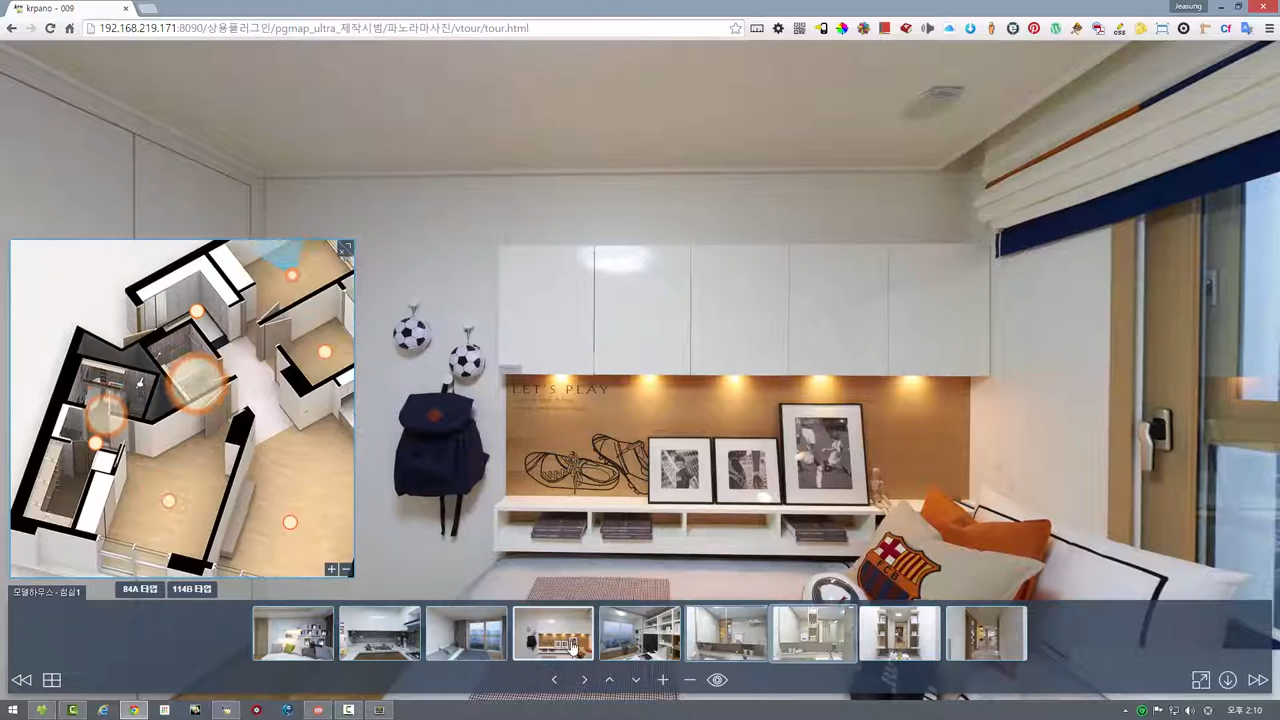 krpano - 009
Jeasung
192.168.219.171:8090/상용플러그인/pgmap_ultra_제작시범/파노라마사진/vtour/tour.html
css
Cf
LET'S PLAY
FCB
모델하우스 - 침실1
84A 타입
114B 타입
오후 2:10